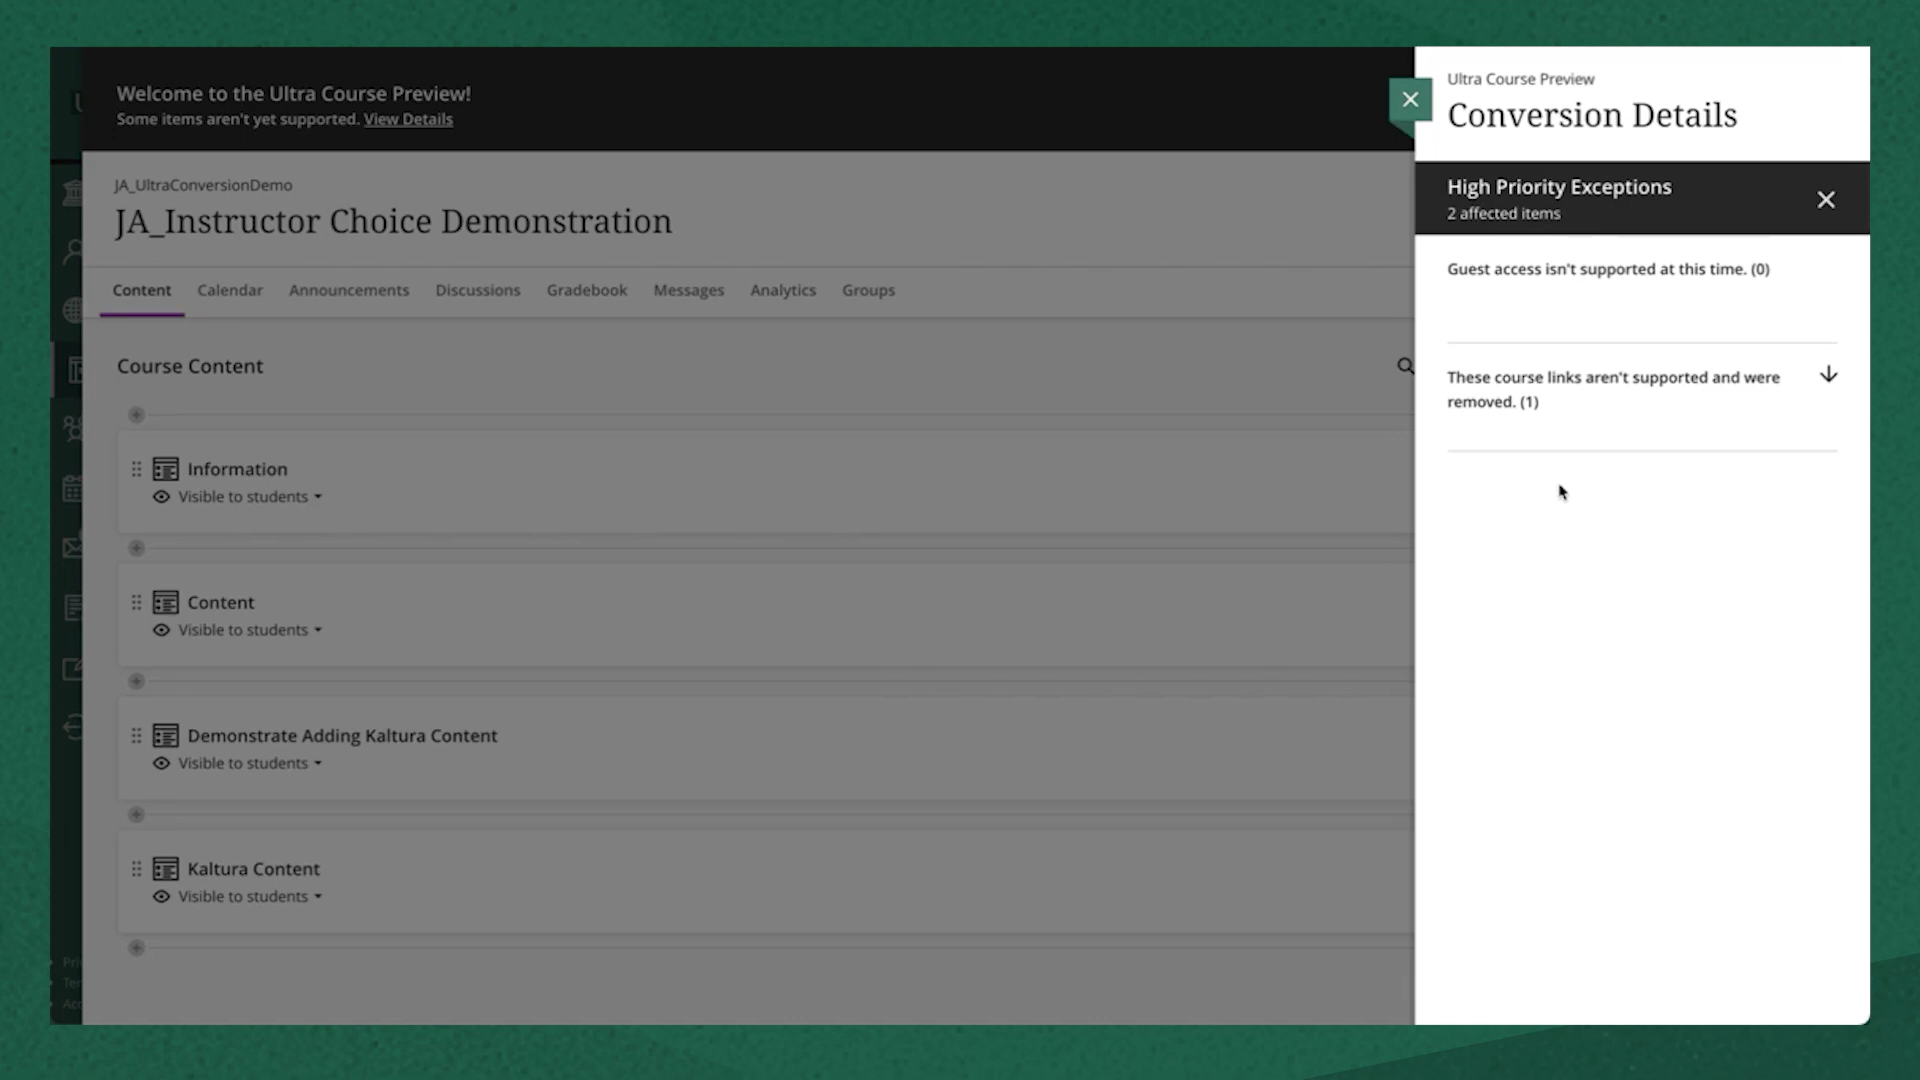 Welcome to the Ultra Course Preview!
Some items aren't yet supported. View Details
JA_UltraConversionDemo
JA_Instructor Choice Demonstration
Content
Calendar
Announcements
Discussions
Gradebook
Messages
Analytics
Groups
Course Content
Information
Visible to students
Content
Visible to students
Demonstrate Adding Kaltura Content
Visible to students
Kaltura Content
Visible to students
Ultra Course Preview
Conversion Details
High Priority Exceptions
2 affected items
Guest access isn't supported at this time. (0)
These course links aren't supported and were
removed. (1)